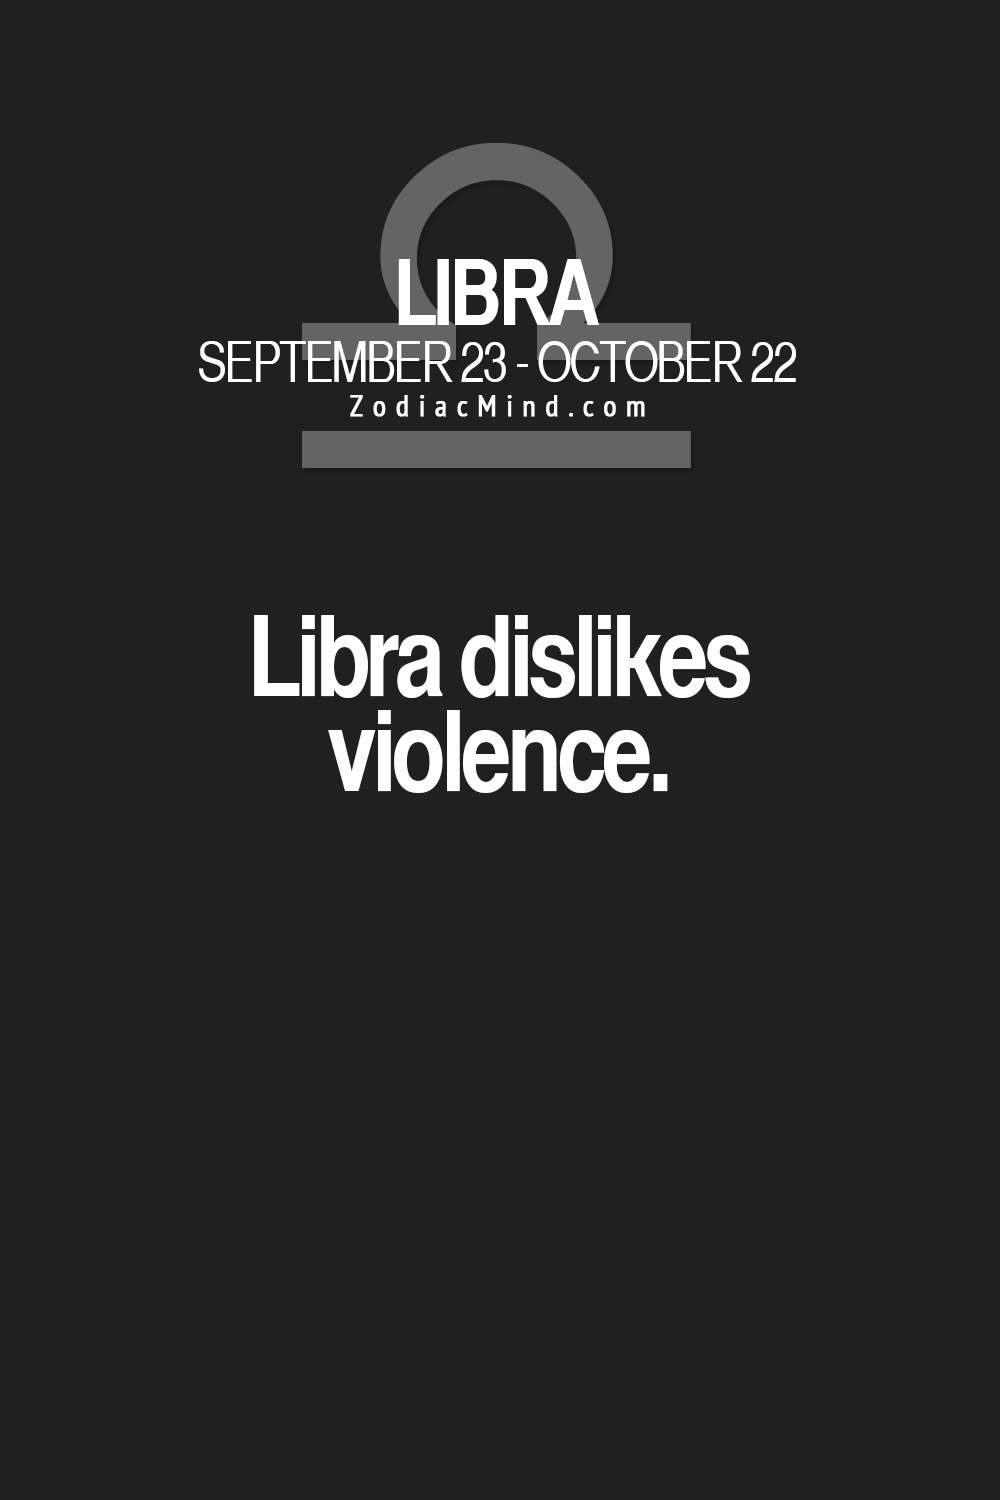 LIBRA
SEPTEMBER 23 - OCTOBER 22
ZodiacMind.com
Libra dislikes
violence.